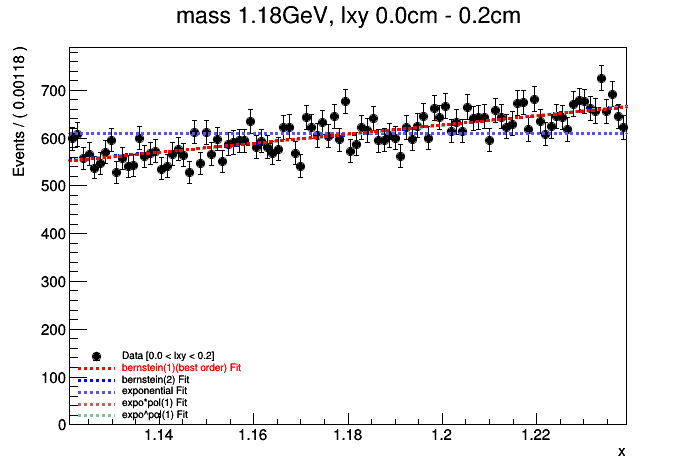 mass 1.18GeV, lxy 0.0cm - 0.2cm
Events / ( 0.00118 )
700
600
500
400
300
200
100
0
Data [0.0 < lxy < 0.2]
bernstein(1)(best order) Fit
bernstein(2) Fit
exponential Fit
expo*pol(1) Fit
expo^pol(1) Fit
1.14 1.16 1.18 1.2 1.22
x